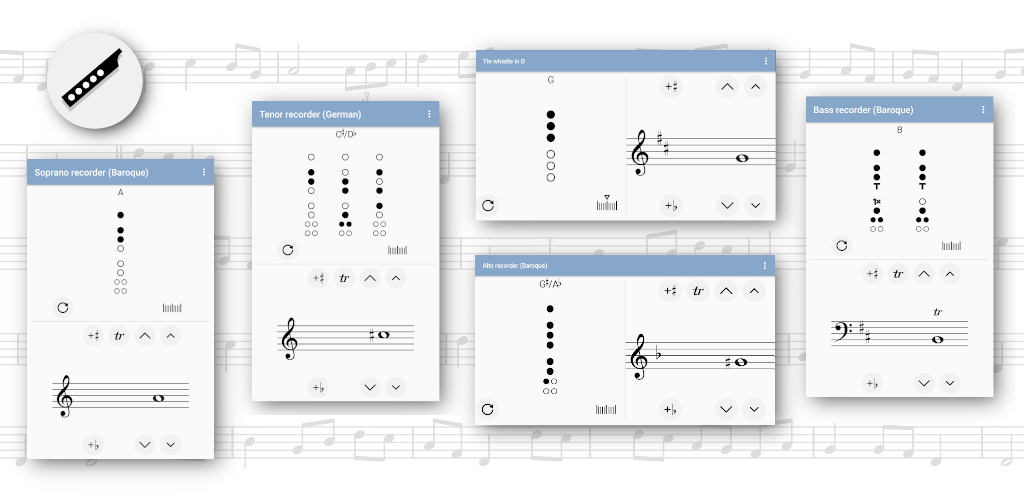 Soprano recorder (Baroque)
A
+♯
tr
+♭
Tenor recorder (German)
C♯/D♭
+♯
tr
+♭
3
Tin whistle in D
G
+♯
+♭
Alto recorder (Baroque)
G♯/A♭
+♯
tr
+♭
Bass recorder (Baroque)
B
T
T
1×
+♯
tr
tr
+♭